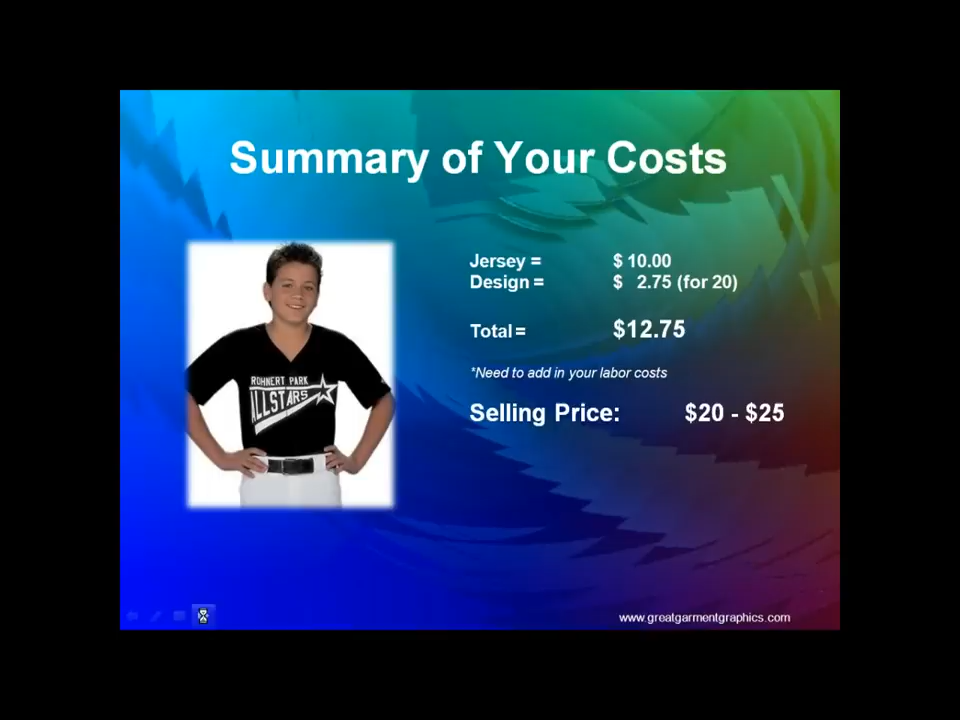 Summary of Your Costs
Jersey = $ 10.00
Design = $ 2.75 (for 20)
Total = $12.75
*Need to add in your labor costs
Selling Price: $20 - $25
ROHNERT PARK
ALLSTARS
www.greatgarmentgraphics.com